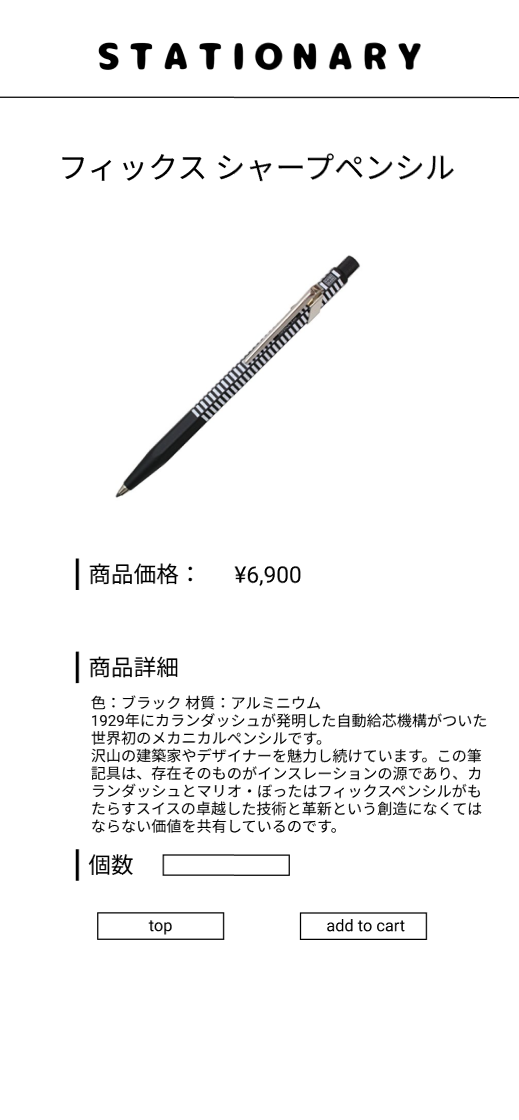 STATIONARY
フィックス シャープペンシル
商品価格： ¥6,900
商品詳細
色：ブラック 材質：アルミニウム
1929年にカランダッシュが発明した自動給芯機構がついた
世界初のメカニカルペンシルです。
沢山の建築家やデザイナーを魅力し続けています。この筆
記具は、存在そのものがインスレーションの源であり、カ
ランダッシュとマリオ・ぼったはフィックスペンシルがも
たらすスイスの卓越した技術と革新という創造になくては
ならない価値を共有しているのです。
個数
top add to cart